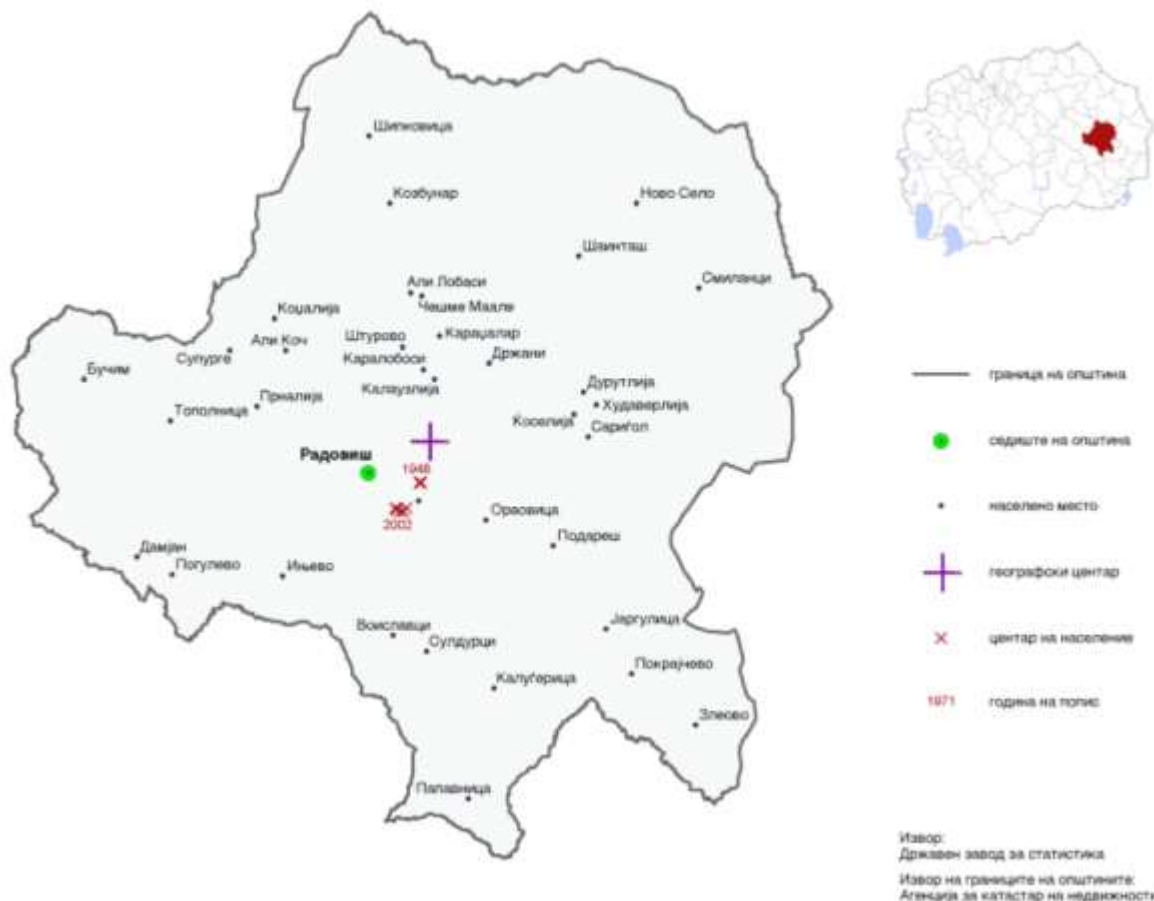 Шипковица
Козбунар
Ново Село
Шаинташ
Смиланци
Али Лобаси
Чешме Маале
Коџалија
Караџалар
Штурово
Али Коч
Супурге
Каралобоси
Држани
Бучим
Калаузлија
Дурутлија
Худаверлија
Прналија
Тополница
Коселија
Сариѓол
Радовиш
1948
2002
Ораовица
Подареш
Дамјан
Погулево
Ињево
Јаргулица
Воиславци
Сулдурци
Покрајчево
Калуѓерица
Злеово
Папавница
граница на општина
седиште на општина
населено место
географски центар
центар на население
1971 година на попис
Извор:
Државен завод за статистика
Извор на границите на општините:
Агенција за катастар на недвижности